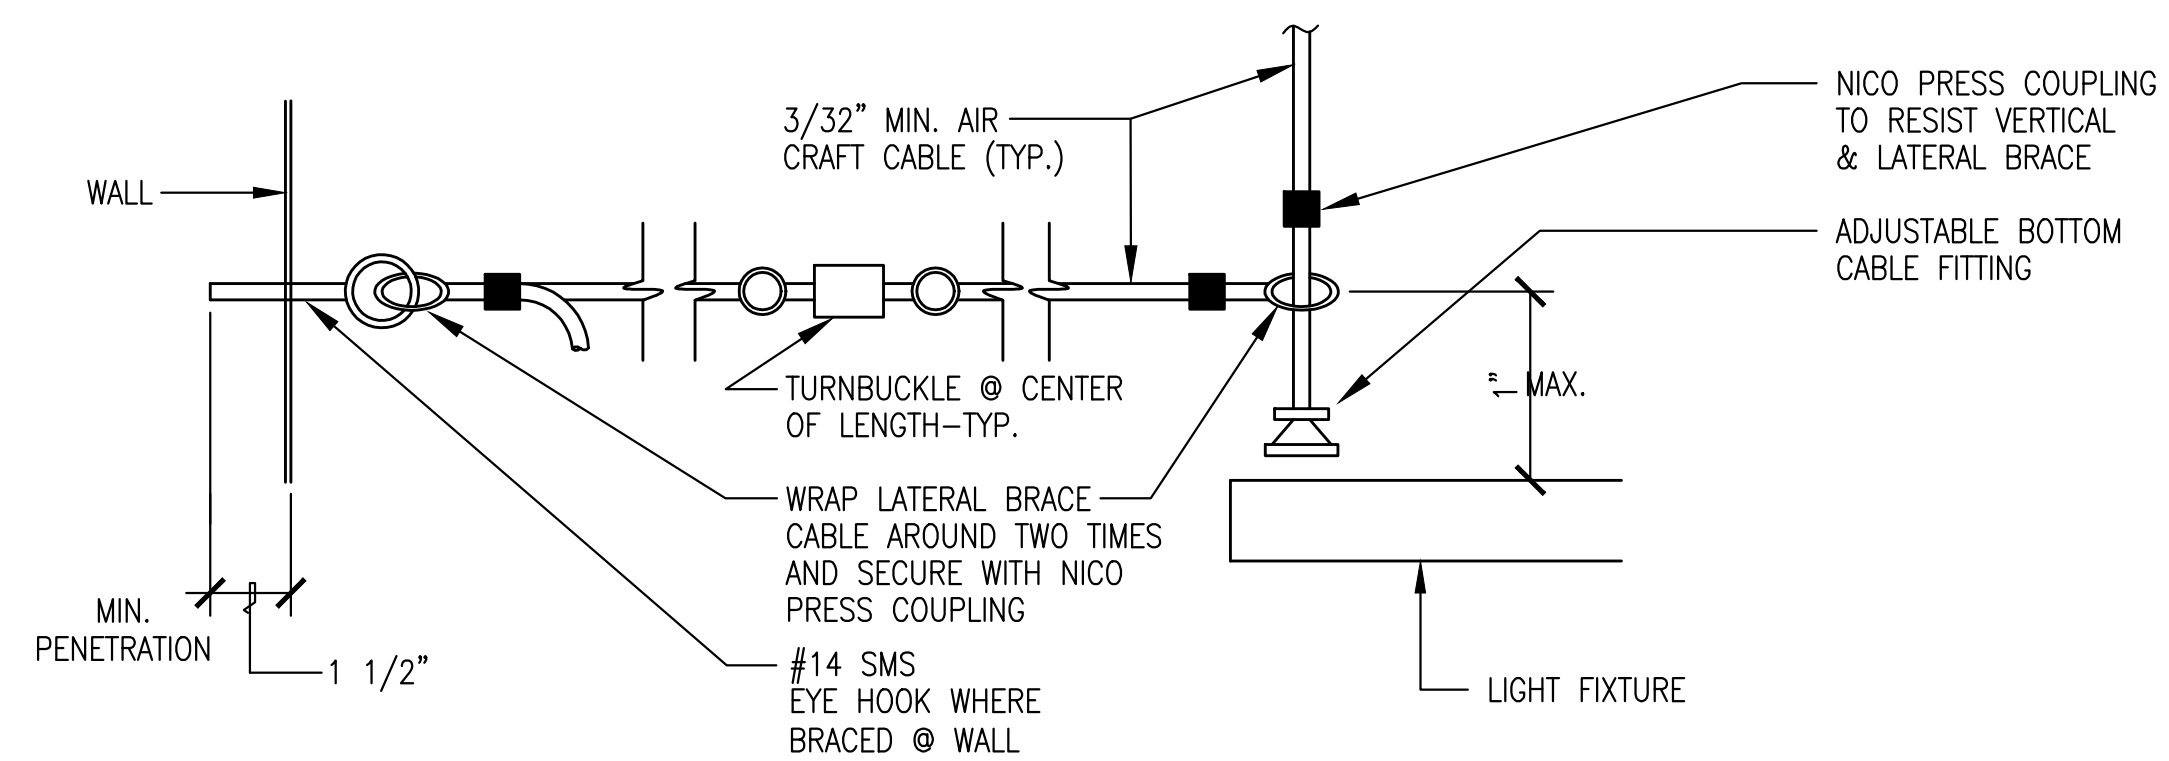 3/32” MIN. AIR
CRAFT CABLE (TYP.)
NICO PRESS COUPLING
TO RESIST VERTICAL
& LATERAL BRACE
WALL
ADJUSTABLE BOTTOM
CABLE FITTING
1” MAX.
TURNBUCKLE @ CENTER
OF LENGTH-TYP.
WRAP LATERAL BRACE
CABLE AROUND TWO TIMES
AND SECURE WITH NICO
PRESS COUPLING
MIN.
PENETRATION
1 1/2”
#14 SMS
EYE HOOK WHERE
BRACED @ WALL
LIGHT FIXTURE